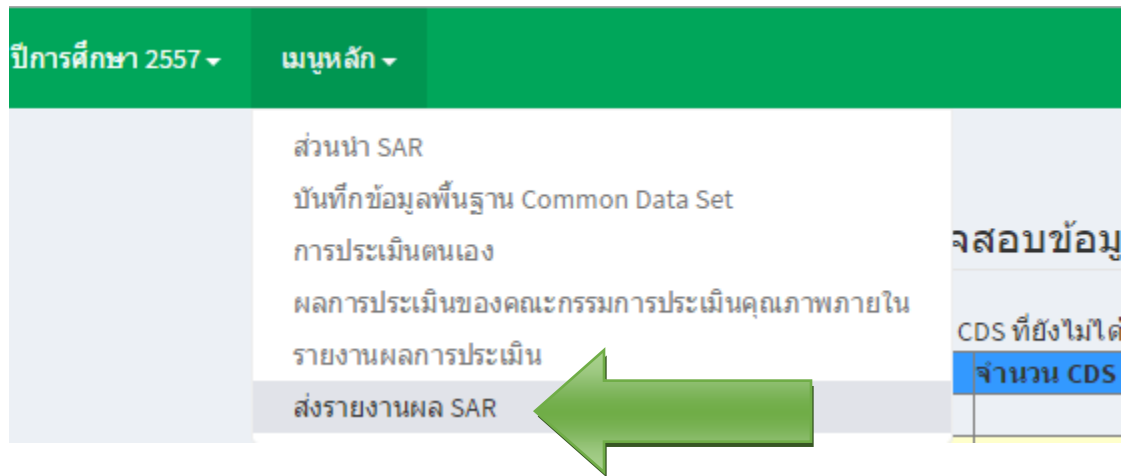 ปีการศึกษา 2557 เมนูหลัก
ส่วนนำ SAR
บันทึกข้อมูลพื้นฐาน Common Data Set
การประเมินตนเอง
จสอบข้อมู
ผลการประเมินของคณะกรรมการประเมินคุณภาพภายใน
CDS ที่ยังไม่ได้
รายงานผลการประเมิน
จำนวน CDS
ส่งรายงานผล SAR